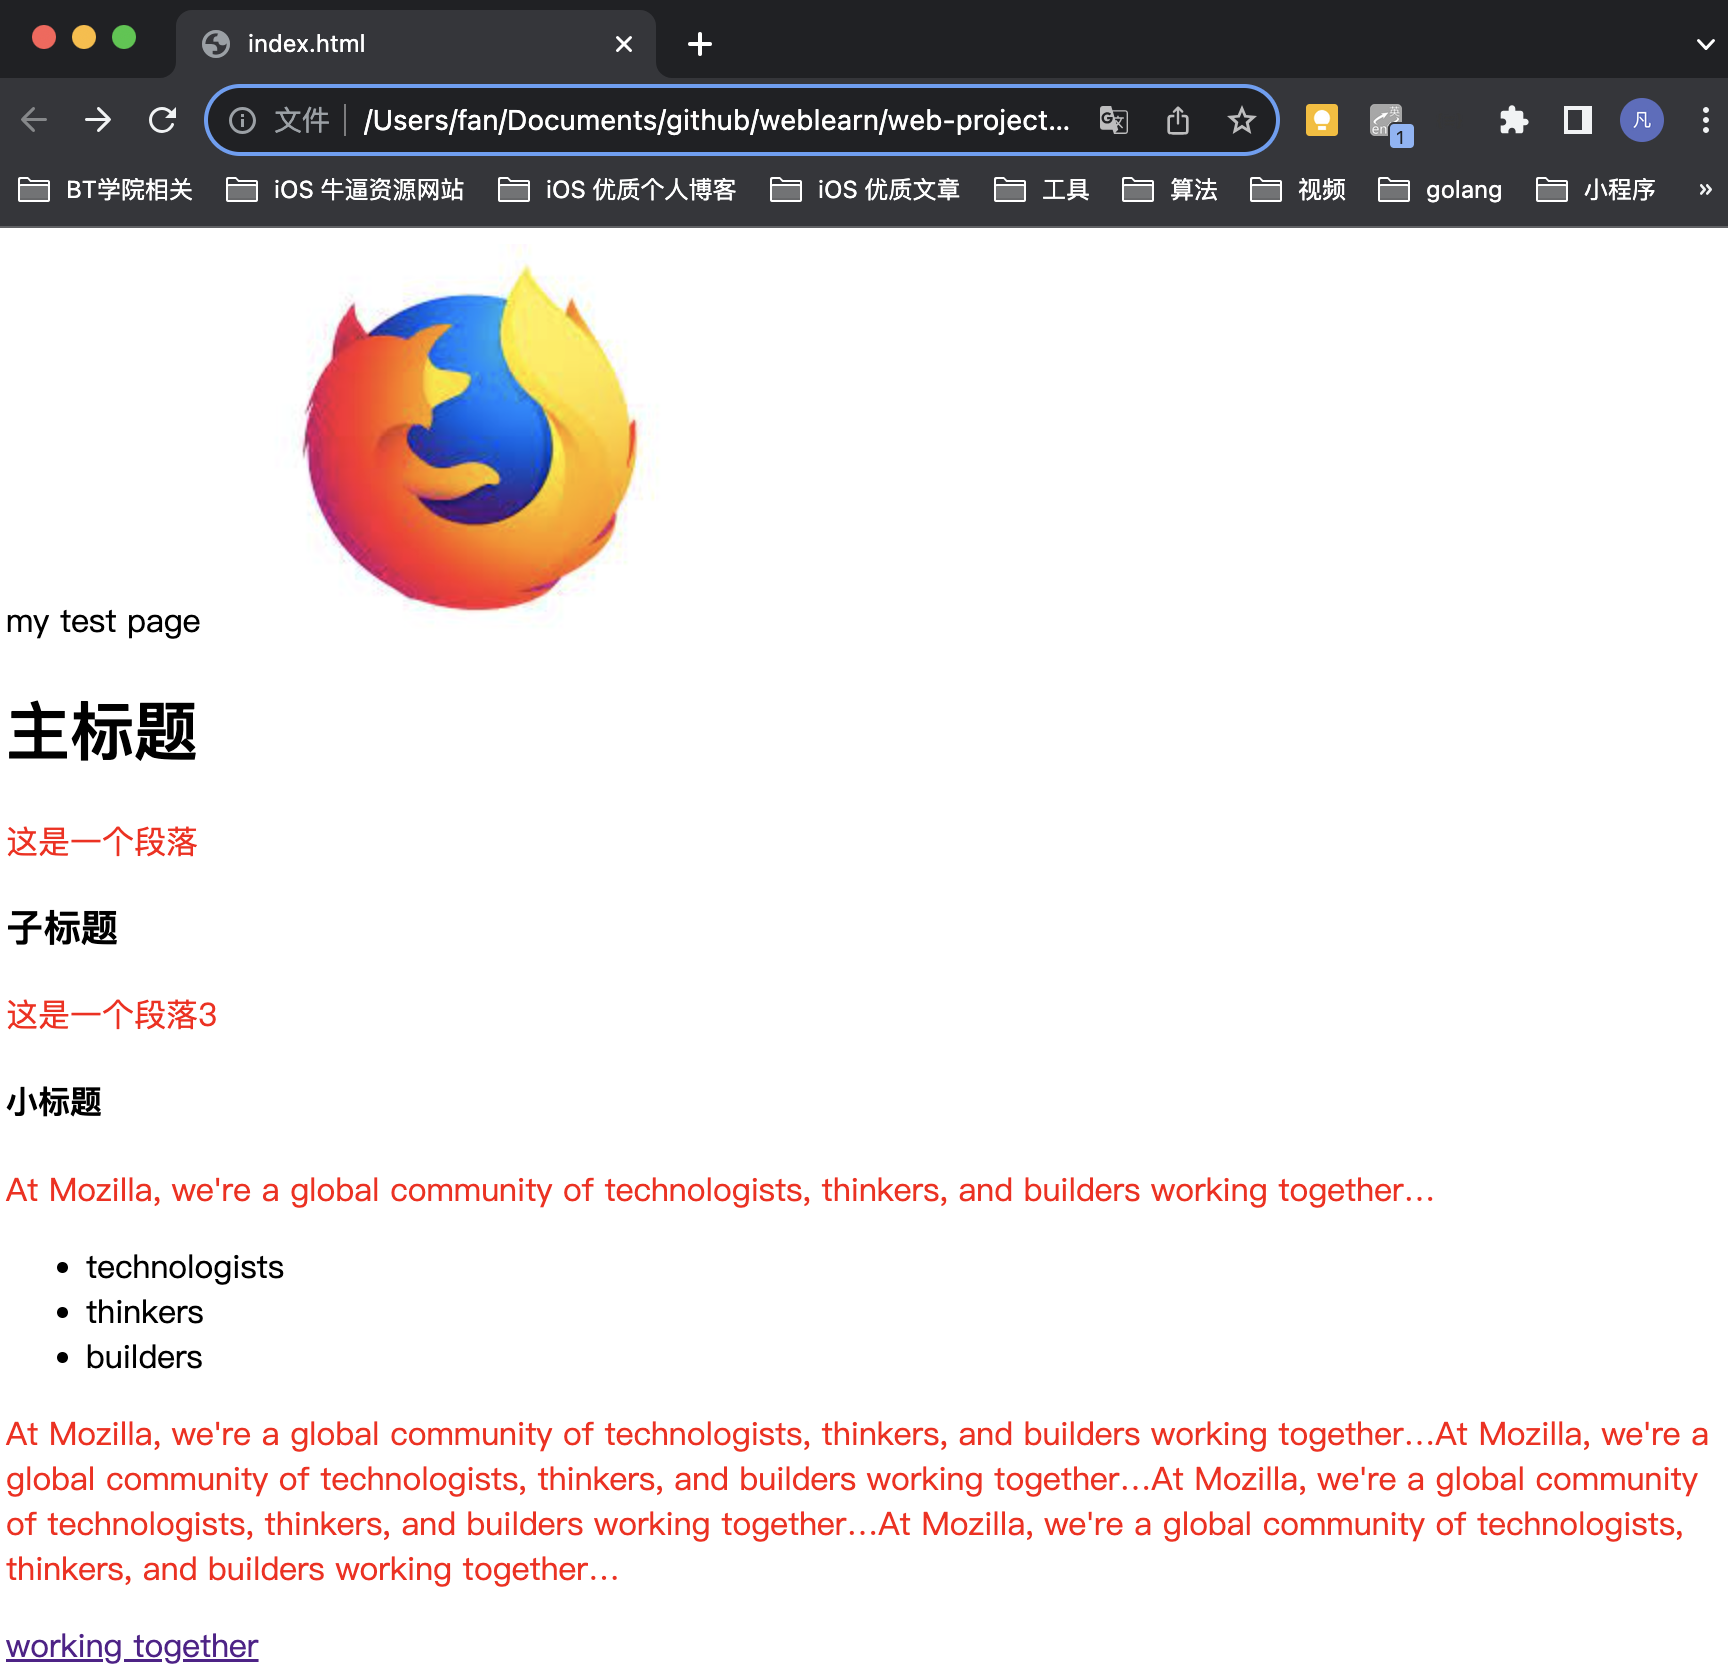 index.html
文件 /Users/fan/Documents/github/weblearn/web-project... 英 en 1 凡
BT学院相关 iOS 牛逼资源网站 iOS 优质个人博客 iOS 优质文章 工具 算法 视频 golang 小程序 »
my test page
主标题
这是一个段落
子标题
这是一个段落3
小标题
At Mozilla, we're a global community of technologists, thinkers, and builders working together…
• technologists
• thinkers
• builders
At Mozilla, we're a global community of technologists, thinkers, and builders working together…At Mozilla, we're a
global community of technologists, thinkers, and builders working together…At Mozilla, we're a global community
of technologists, thinkers, and builders working together…At Mozilla, we're a global community of technologists,
thinkers, and builders working together…
working together